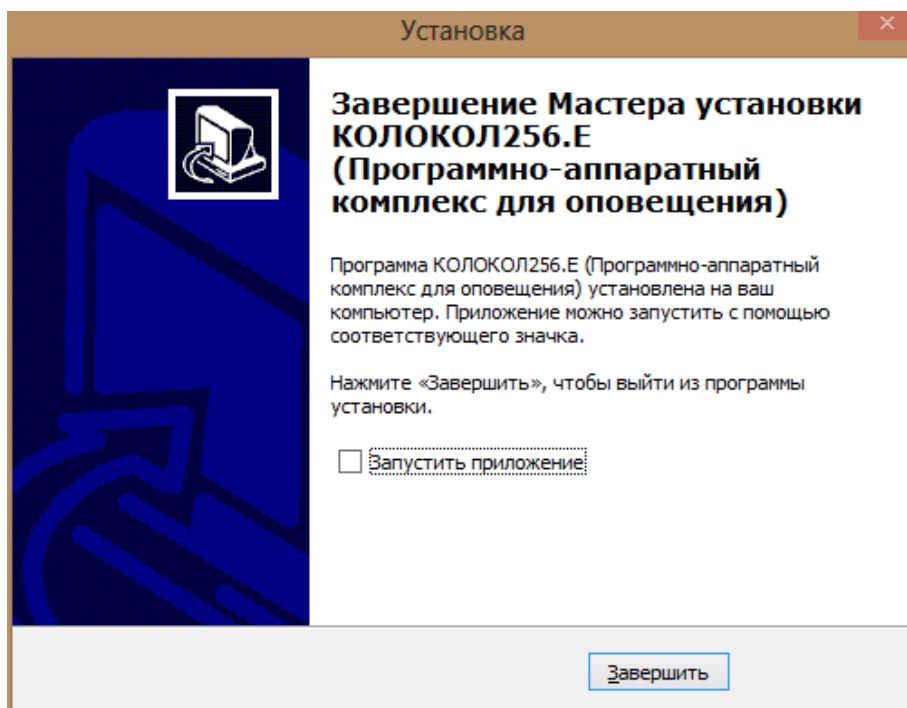 Установка
Завершение Мастера установки
КОЛОКОЛ256.Е
(Программно-аппаратный
комплекс для оповещения)
Программа КОЛОКОЛ256.Е (Программно-аппаратный
комплекс для оповещения) установлена на ваш
компьютер. Приложение можно запустить с помощью
соответствующего значка.
Нажмите «Завершить», чтобы выйти из программы
установки.
Запустить приложение
Завершить